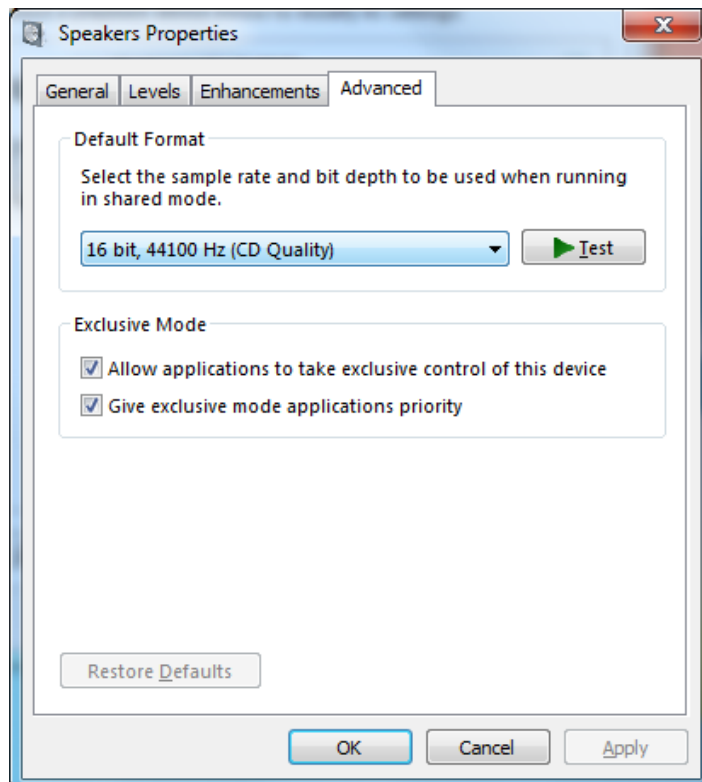 Speakers Properties
General Levels Enhancements Advanced
Default Format
Select the sample rate and bit depth to be used when running
in shared mode.
16 bit, 44100 Hz (CD Quality)
Test
Exclusive Mode
Allow applications to take exclusive control of this device
Give exclusive mode applications priority
Restore Defaults
OK Cancel Apply